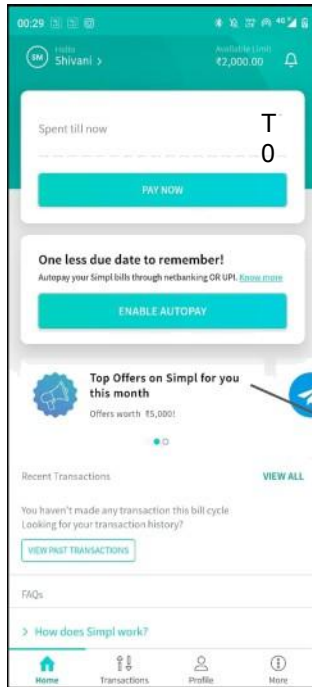 00:29
4G
SM
Hello
Shivani >
Available Limit
₹2,000.00
Spent till now
T
0
PAY NOW
One less due date to remember!
Autopay your Simpl bills through netbanking OR UPI. Know more
ENABLE AUTOPAY
Top Offers on Simpl for you
this month
Offers worth ₹5,000!
Recent Transactions
VIEW ALL
You haven't made any transaction this bill cycle
Looking for your transaction history?
VIEW PAST TRANSACTIONS
FAQs
> How does Simpl work?
Home
Transactions
Profile
More